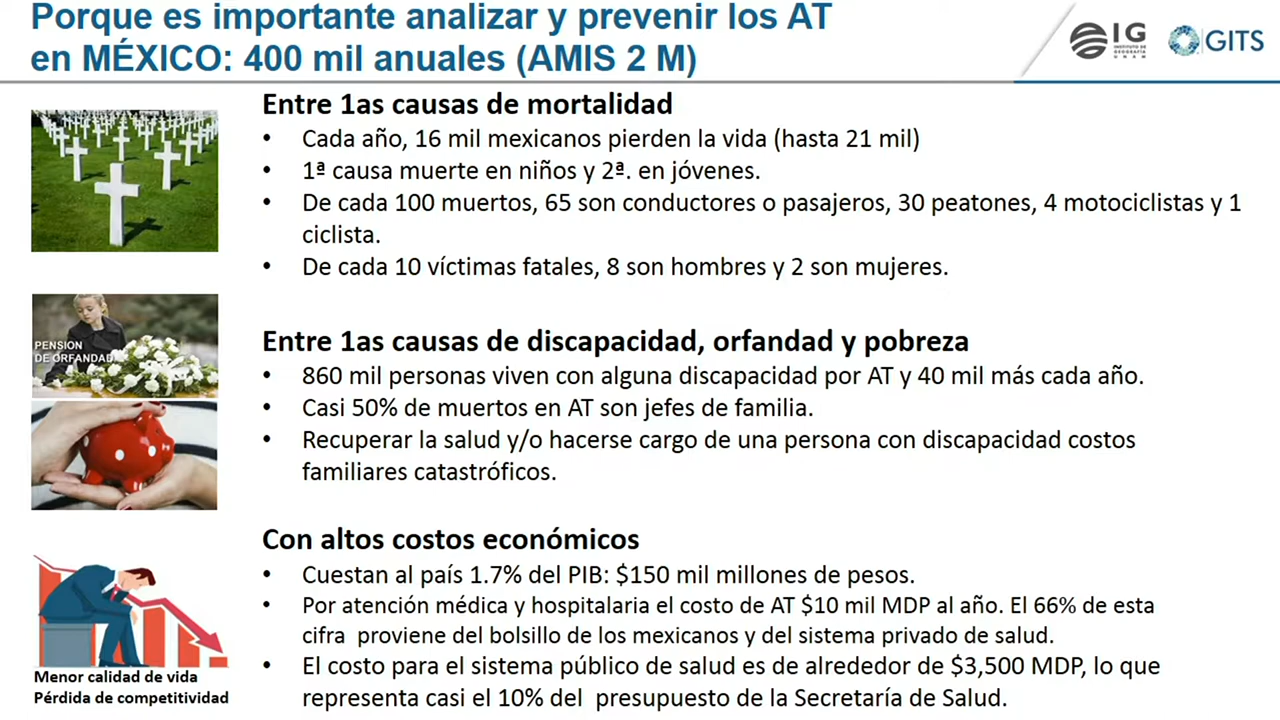 Porque es importante analizar y prevenir los AT
en MÉXICO: 400 mil anuales (AMIS 2 M)
IG
INSTITUTO DE
GEOGRAFÍA
UNAM
GITS
Entre 1as causas de mortalidad
• Cada año, 16 mil mexicanos pierden la vida (hasta 21 mil)
• 1ª causa muerte en niños y 2ª. en jóvenes.
• De cada 100 muertos, 65 son conductores o pasajeros, 30 peatones, 4 motociclistas y 1
ciclista.
• De cada 10 víctimas fatales, 8 son hombres y 2 son mujeres.
PENSION
DE ORFANDAD
Entre 1as causas de discapacidad, orfandad y pobreza
• 860 mil personas viven con alguna discapacidad por AT y 40 mil más cada año.
• Casi 50% de muertos en AT son jefes de familia.
• Recuperar la salud y/o hacerse cargo de una persona con discapacidad costos
familiares catastróficos.
Con altos costos económicos
• Cuestan al país 1.7% del PIB: $150 mil millones de pesos.
• Por atención médica y hospitalaria el costo de AT $10 mil MDP al año. El 66% de esta
cifra proviene del bolsillo de los mexicanos y del sistema privado de salud.
• El costo para el sistema público de salud es de alrededor de $3,500 MDP, lo que
representa casi el 10% del presupuesto de la Secretaría de Salud.
Menor calidad de vida
Pérdida de competitividad